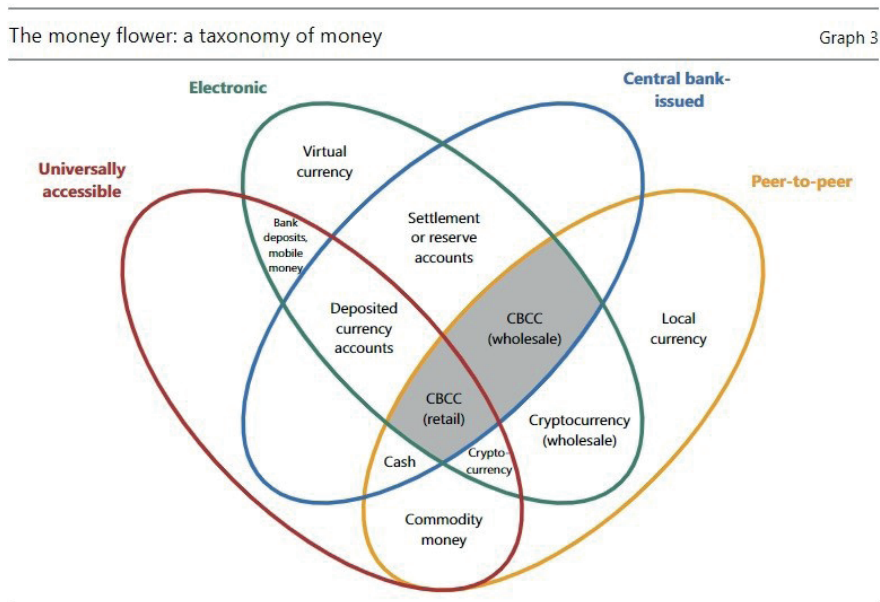 The money flower: a taxonomy of money
Graph 3
Electronic
Central bank-
issued
Universally
accessible
Peer-to-peer
Virtual
currency
Bank
deposits,
mobile
money
Settlement
or reserve
accounts
Deposited
currency
accounts
CBCC
(wholesale)
Local
currency
CBCC
(retail)
Cryptocurrency
(wholesale)
Cash
Crypto-
currency
Commodity
money